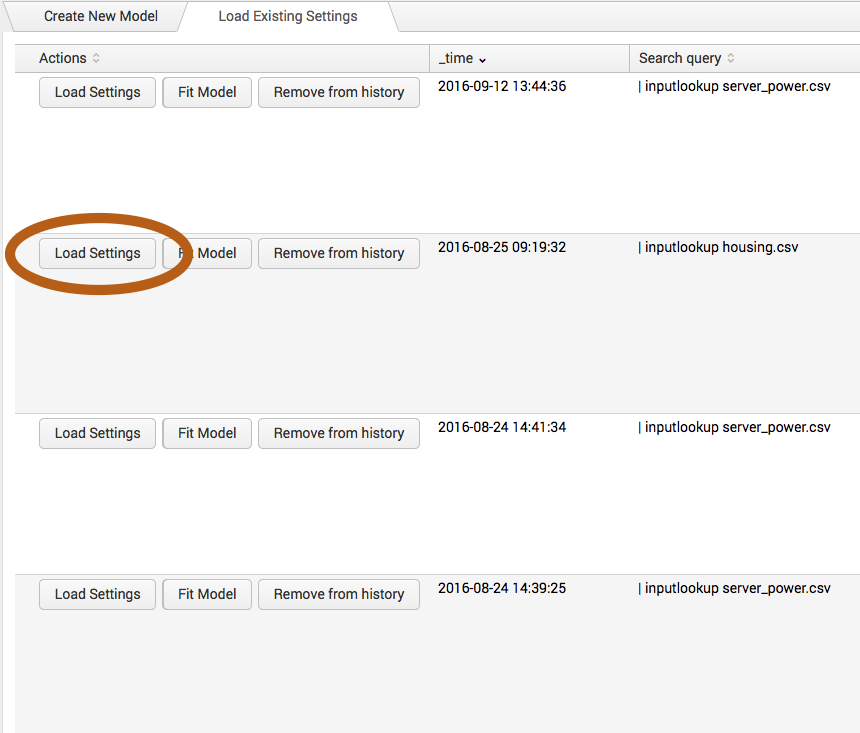 Create New Model Load Existing Settings
Actions _time Search query
Load Settings Fit Model Remove from history 2016-09-12 13:44:36 | inputlookup server_power.csv
Load Settings Fit Model Remove from history 2016-08-25 09:19:32 | inputlookup housing.csv
Load Settings Fit Model Remove from history 2016-08-24 14:41:34 | inputlookup server_power.csv
Load Settings Fit Model Remove from history 2016-08-24 14:39:25 | inputlookup server_power.csv